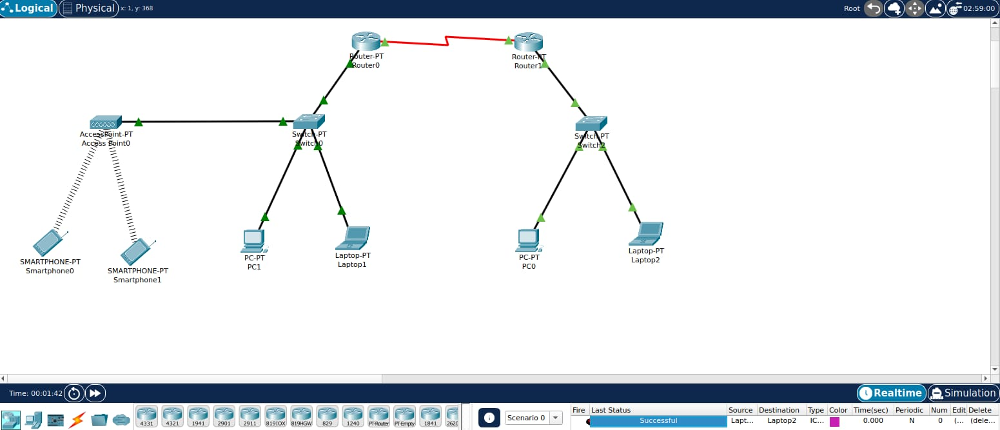 Logical Physical x: 1, y: 368 Root 02:59:00
Router-PT
Router0
Router-PT
Router1
AccessPoint-PT
Access Point0
Switch-PT
Switch0
Switch-PT
Switch2
SMARTPHONE-PT
Smartphone0
SMARTPHONE-PT
Smartphone1
PC-PT
PC1
Laptop-PT
Laptop1
PC-PT
PC0
Laptop-PT
Laptop2
Time: 00:01:42 Realtime Simulation
4331 4321 1941 2901 2911 819IOX 819HGW 829 1240 PT-Router PT-Empty 1841 2620
Scenario 0
Fire Last Status Source Destination Type Color Time(sec) Periodic Num Edit Delete
Successful Lapt... Laptop2 IC... 0.000 N 0 (... (dele...